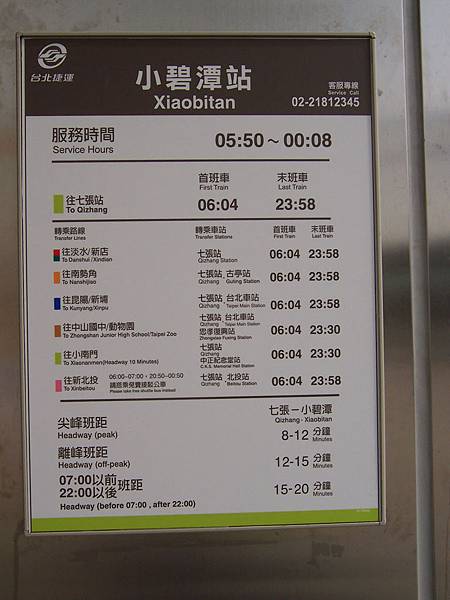 台北捷運
小碧潭站
Xiaobitan
客服專線
Service Call
02-21812345
服務時間
Service Hours
05:50～00:08
首班車 末班車
First Train Last Train
往七張站
To Qizhang
06:04 23:58
轉乘路線 轉乘車站 首班車 末班車
Transfer Lines Transfer Stations First Train Last Train
往淡水/新店 七張站 06:04 23:58
To Danshui /Xindian Qizhang Station
往南勢角 七張站 古亭站 06:04 23:58
To Nanshijiao Qizhang Guting Station
往昆陽/新埔 七張站 台北車站 06:04 23:58
To Kunyang/Xinpu Qizhang Taipei Main Station
往中山國中/動物園 七張站 台北車站 06:04 23:30
To Zhongshan Junior High School/Taipei Zoo Qizhang Taipei Main Station
忠孝復興站
Zhongxiao Fuxing Station
往小南門 七張站 06:04 23:30
To Xiaonanmen(Headway 10 Minutes) Qizhang
中正紀念堂站
C.K.S. Memorial Hall Station
往新北投 06:00~07:00、20:50~00:50 七張站 北投站 06:04 23:58
To Xinbeitou 請搭乘免費接駁公車 Qizhang Beitou Station
Please take free shuttle bus instead
七張－小碧潭
Qizhang - Xiaobitan
尖峰班距 8-12 分鐘
Headway (peak) Minutes
離峰班距 12-15 分鐘
Headway (off-peak) Minutes
07:00以前
22:00以後班距 15-20 分鐘
Minutes
Headway (before 07:00 , after 22:00)